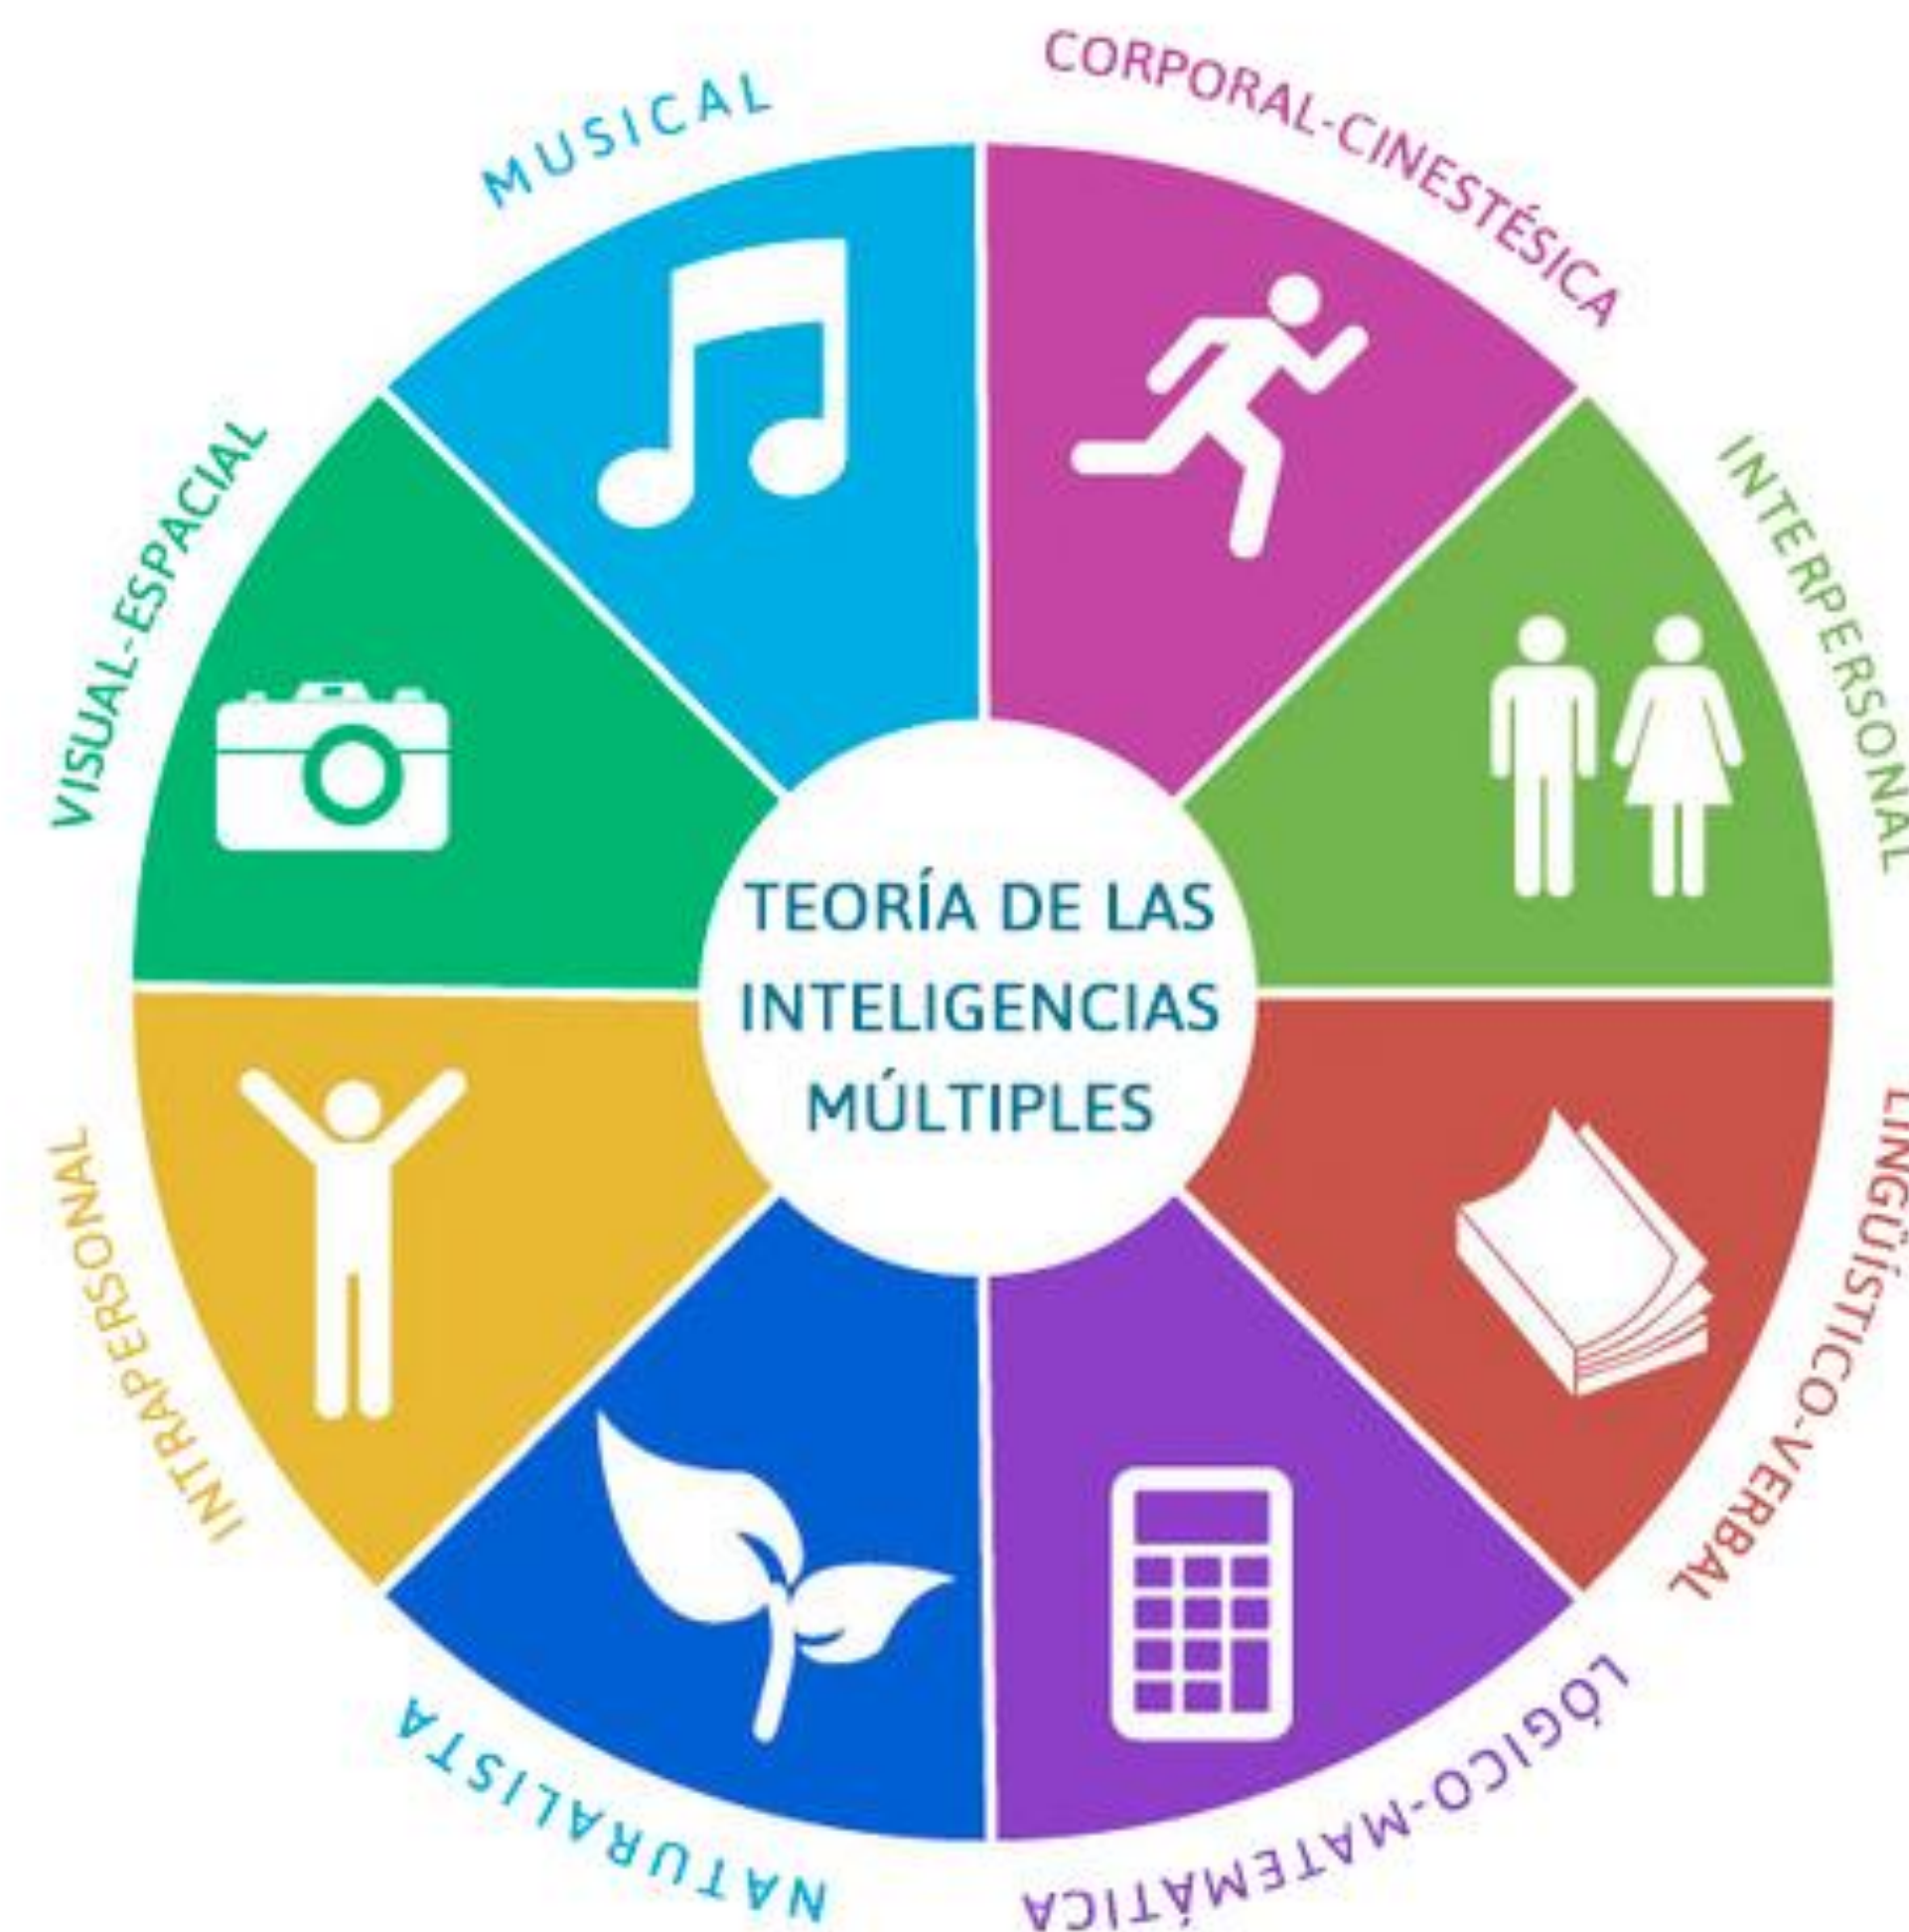 MUSICAL
CORPORAL-CINESTÉSICA
INTERPERSONAL
LINGÜÍSTICO-VERBAL
LÓGICO-MATEMÁTICA
NATURALISTA
INTRAPERSONAL
VISUAL-ESPACIAL
TEORÍA DE LAS
INTELIGENCIAS
MÚLTIPLES